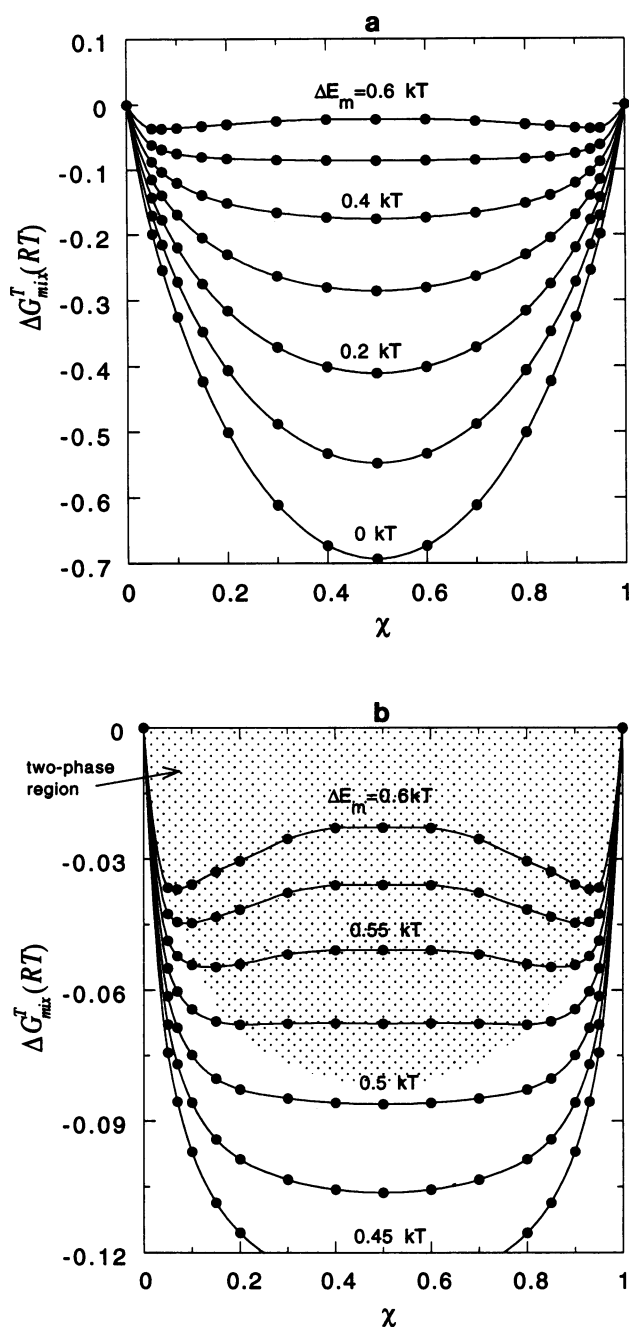 a
0.1
0
-0.1
-0.2
-0.3
-0.4
-0.5
-0.6
-0.7
ΔG^T_mix(RT)
ΔE_m=0.6 kT
0.4 kT
0.2 kT
0 kT
0 0.2 0.4 0.6 0.8 1
χ
b
0
-0.03
-0.06
-0.09
-0.12
ΔG^T_mix(RT)
two-phase
region
ΔE_m=0.6kT
0.55 kT
0.5 kT
0.45 kT
0 0.2 0.4 0.6 0.8 1
χ